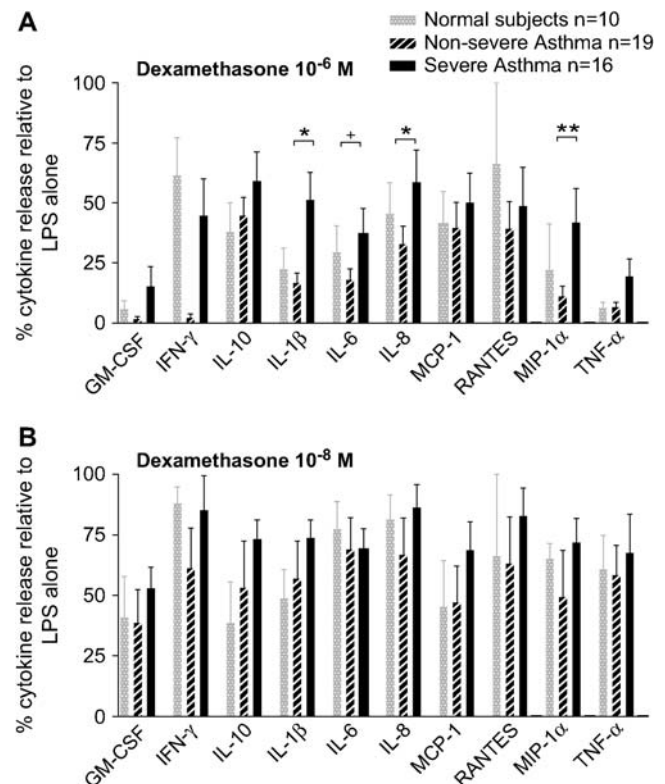 A
Normal subjects n=10
Non-severe Asthma n=19
Severe Asthma n=16
Dexamethasone 10⁻⁶ M
% cytokine release relative to
LPS alone
100
75
50
25
0
* + * **
GM-CSF IFN-γ IL-10 IL-1β IL-6 IL-8 MCP-1 RANTES MIP-1α TNF-α
B
Dexamethasone 10⁻⁸ M
% cytokine release relative to
LPS alone
100
75
50
25
0
GM-CSF IFN-γ IL-10 IL-1β IL-6 IL-8 MCP-1 RANTES MIP-1α TNF-α